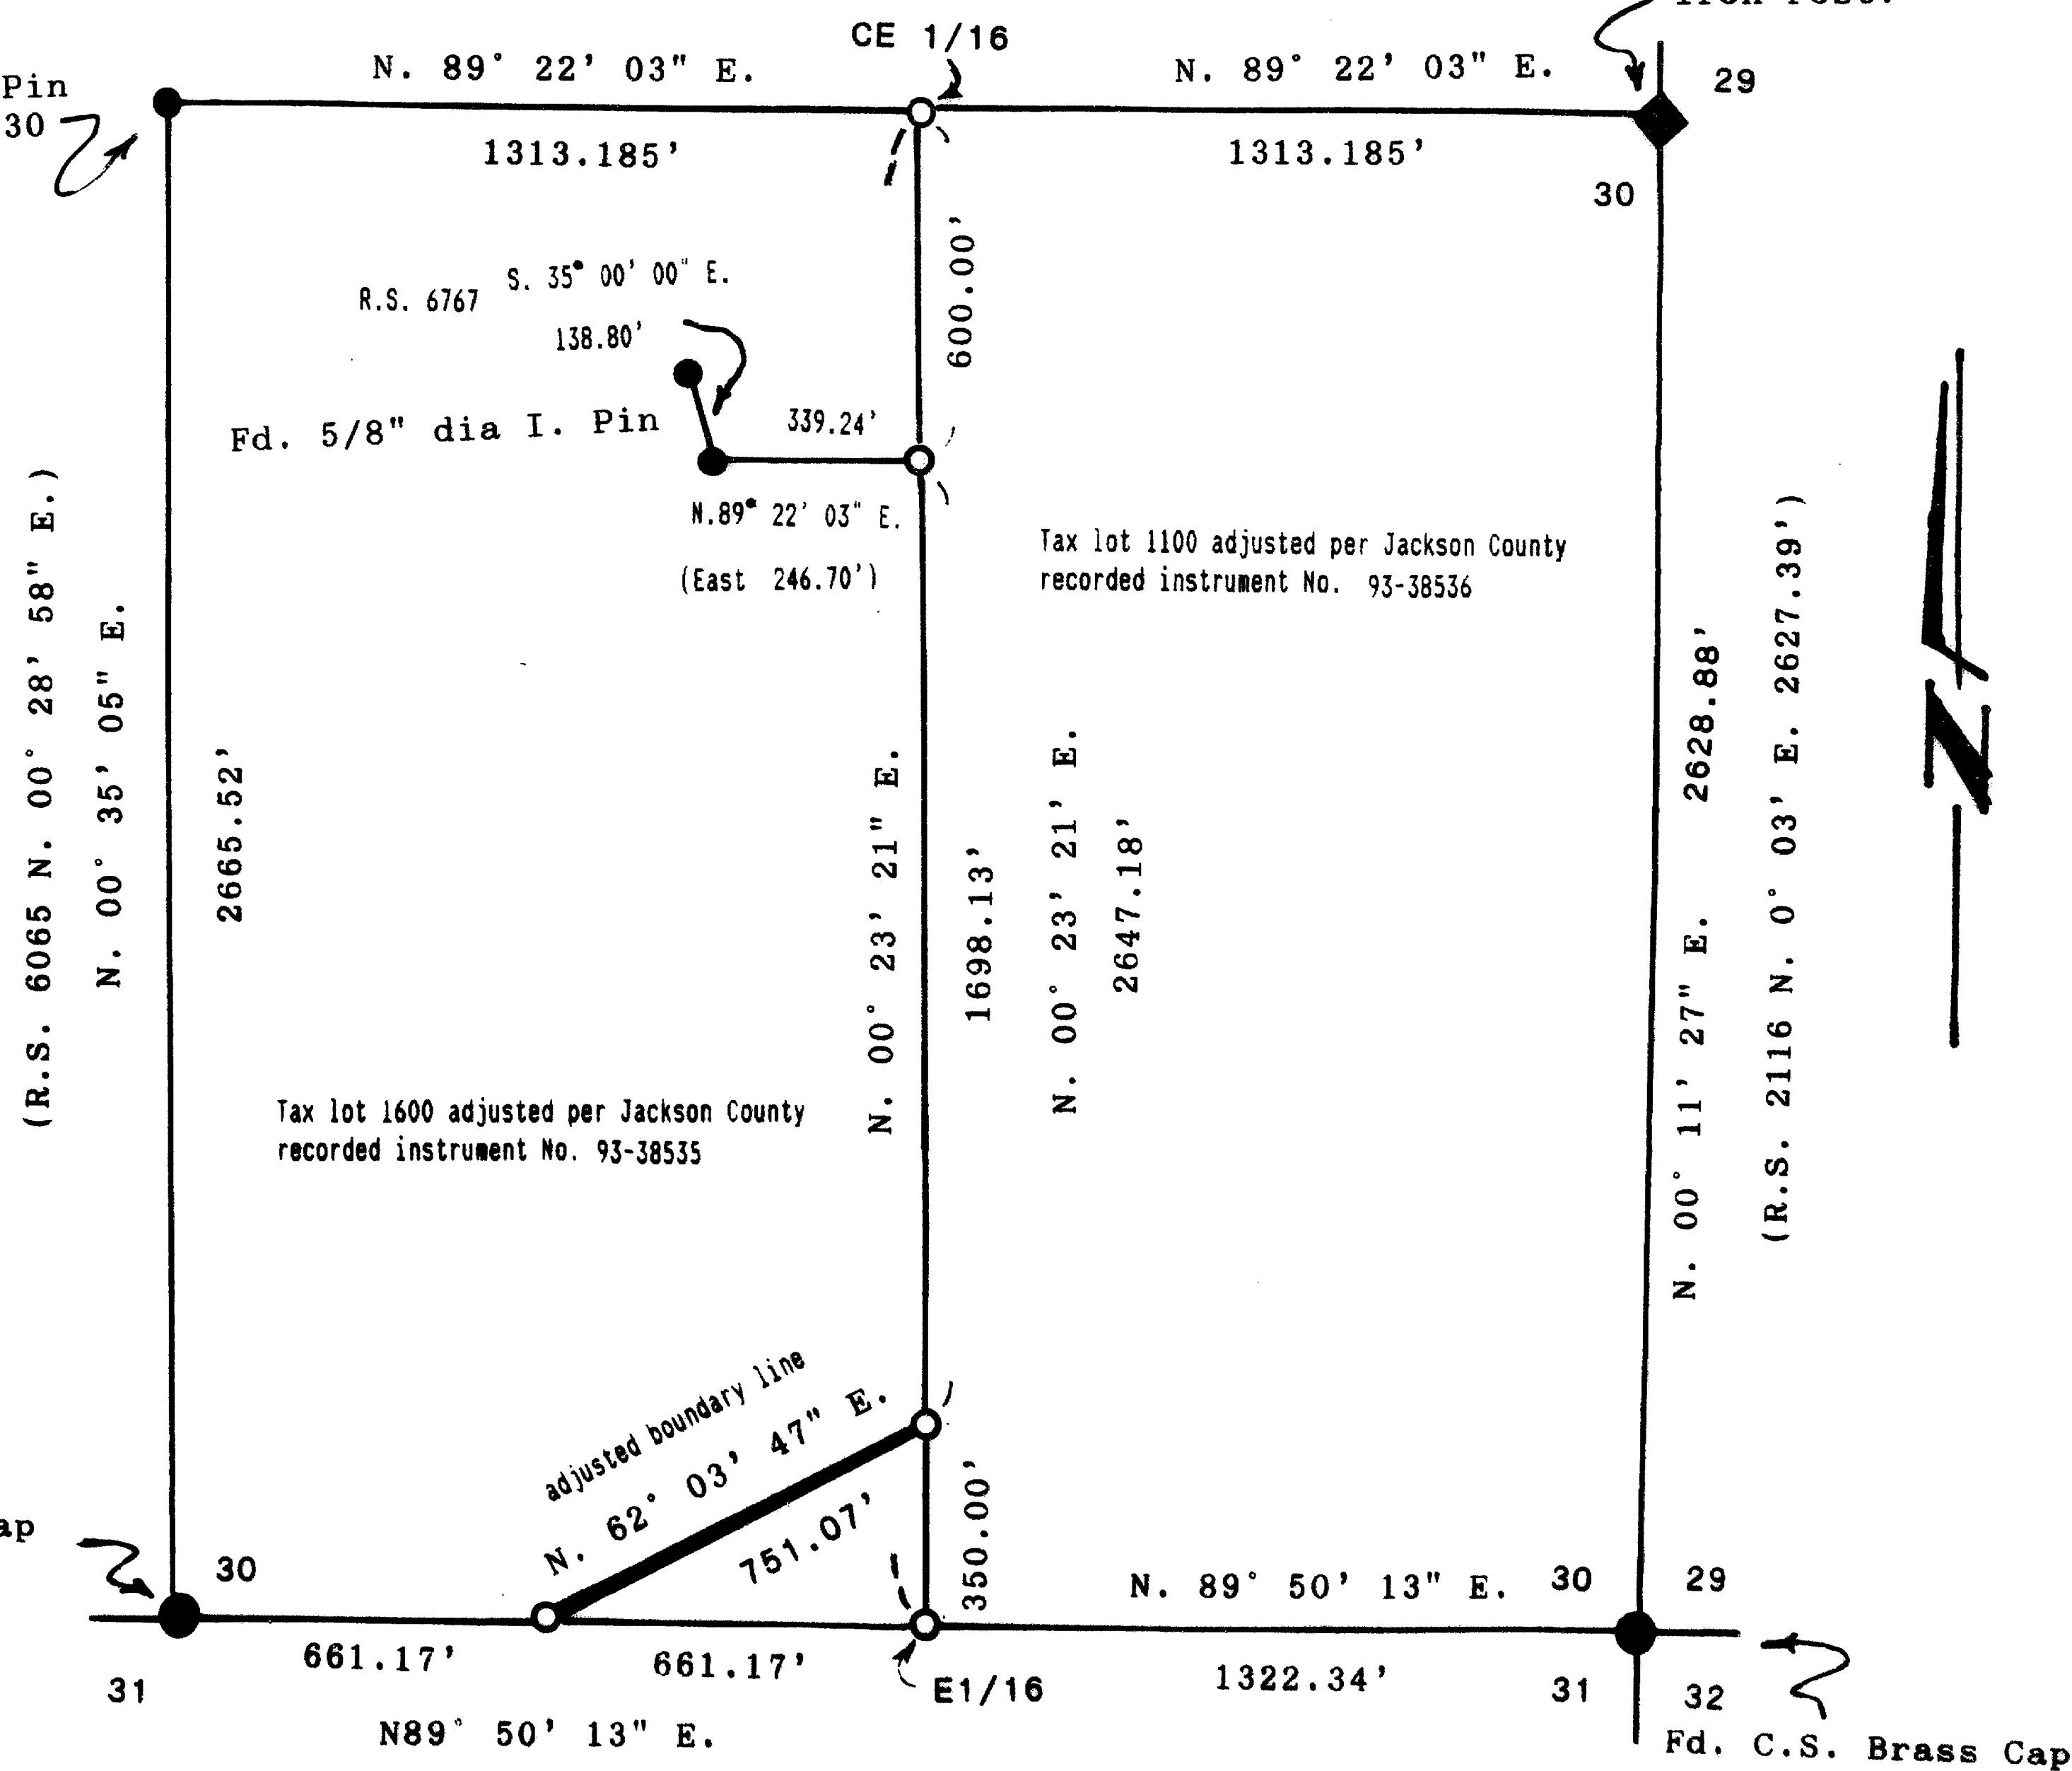 Iron Post.
CE 1/16
N. 89° 22' 03" E.
N. 89° 22' 03" E.
29
Pin
30
1313.185'
1313.185'
30
600.00'
S. 35° 00' 00" E.
R.S. 6767
138.80'
339.24'
Fd. 5/8" dia I. Pin
N.89° 22' 03" E.
(East 246.70')
Tax lot 1100 adjusted per Jackson County
recorded instrument No. 93-38536
(R.S. 6065 N. 00° 28' 58" E.)
N. 00° 35' 05" E.
2665.52'
N. 00° 23' 21" E.
1698.13'
N. 00° 23' 21' E.
2647.18'
N. 00° 11' 27" E. 2628.88'
(R.S. 2116 N. 0° 03' E. 2627.39')
N
Tax lot 1600 adjusted per Jackson County
recorded instrument No. 93-38535
adjusted boundary line
N. 62° 03' 47" E.
751.07'
350.00'
ap
30
N. 89° 50' 13" E.
30
29
661.17'
661.17'
1322.34'
31
E1/16
31
32
N89° 50' 13" E.
Fd. C.S. Brass Cap